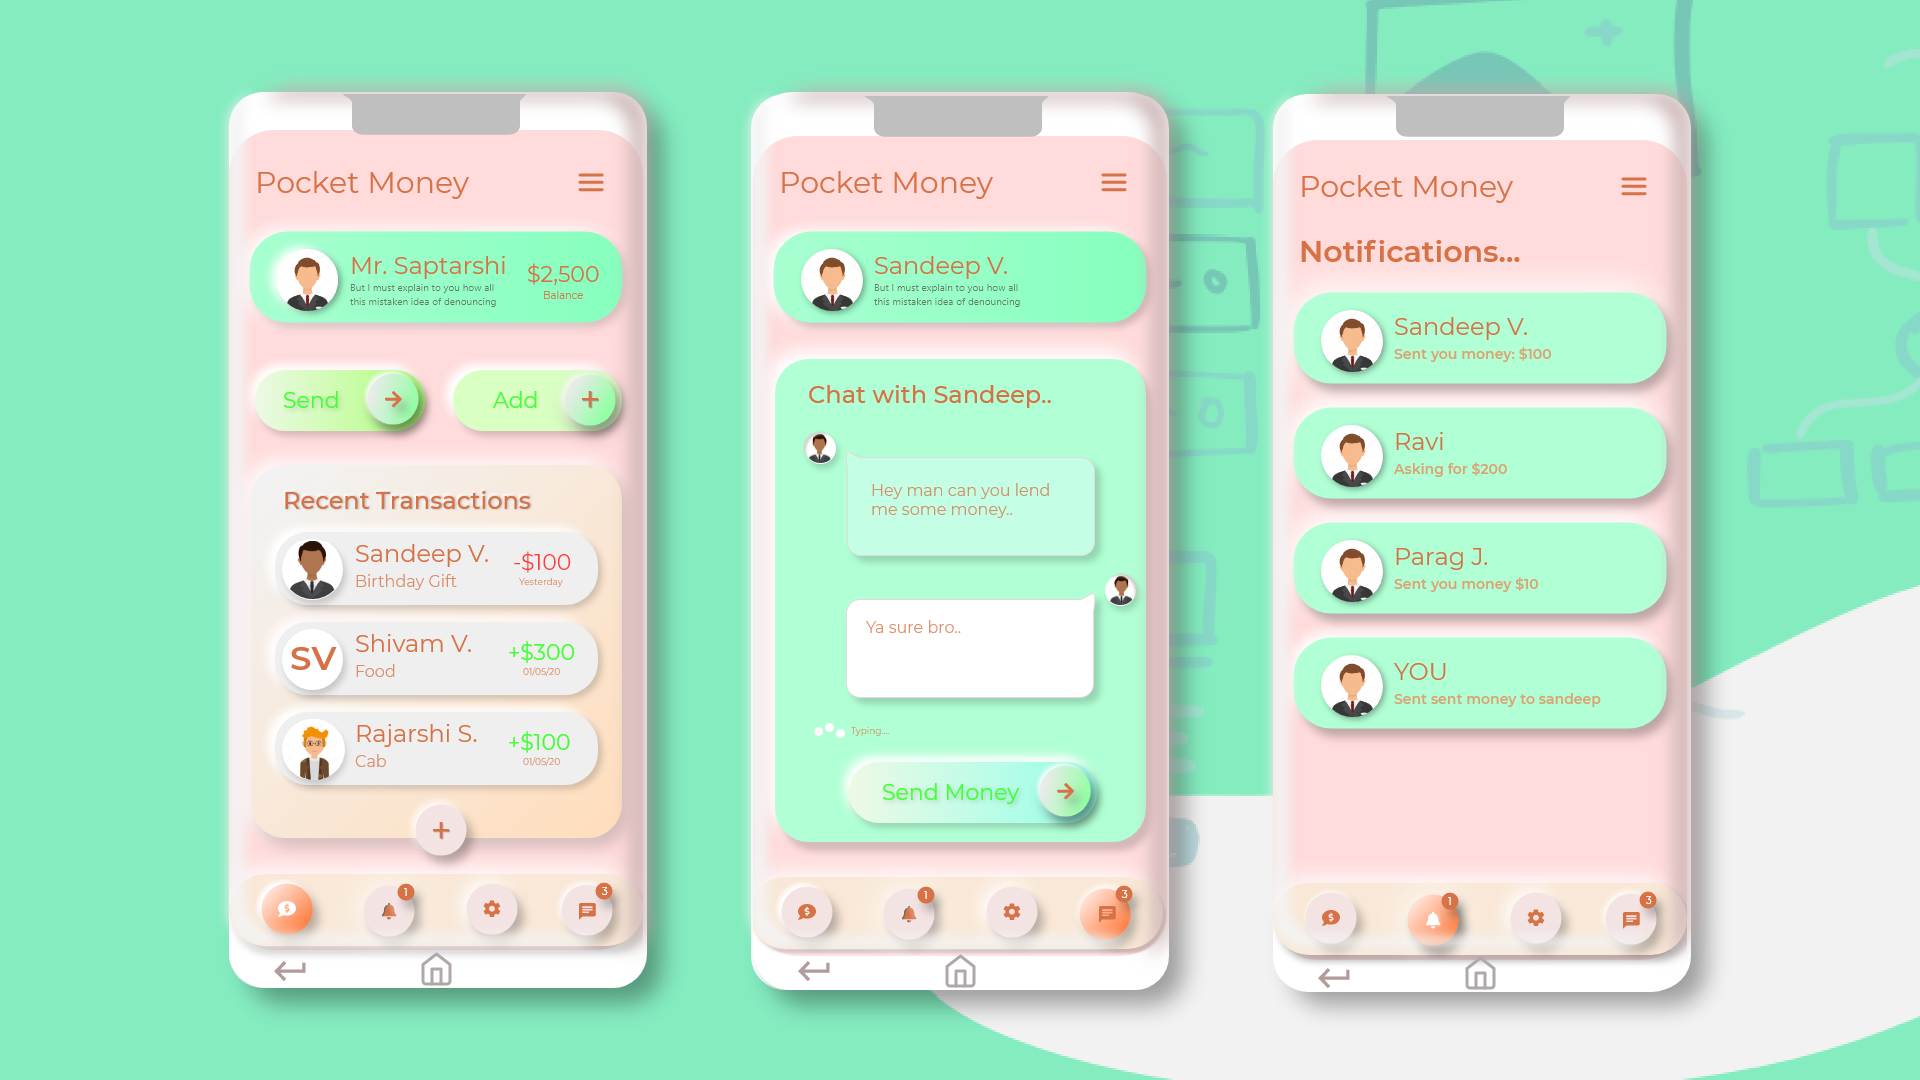 Pocket Money
Mr. Saptarshi
But I must explain to you how all
this mistaken idea of denouncing
$2,500
Balance
Send
Add
Recent Transactions
Sandeep V.
Birthday Gift
-$100
Yesterday
SV
Shivam V.
Food
+$300
01/05/20
Rajarshi S.
Cab
+$100
01/05/20
$
1
3
Pocket Money
Sandeep V.
But I must explain to you how all
this mistaken idea of denouncing
Chat with Sandeep..
Hey man can you lend
me some money..
Ya sure bro..
Typing...
Send Money
$
1
3
Pocket Money
Notifications...
Sandeep V.
Sent you money: $100
Ravi
Asking for $200
Parag J.
Sent you money $10
YOU
Sent sent money to sandeep
$
1
3